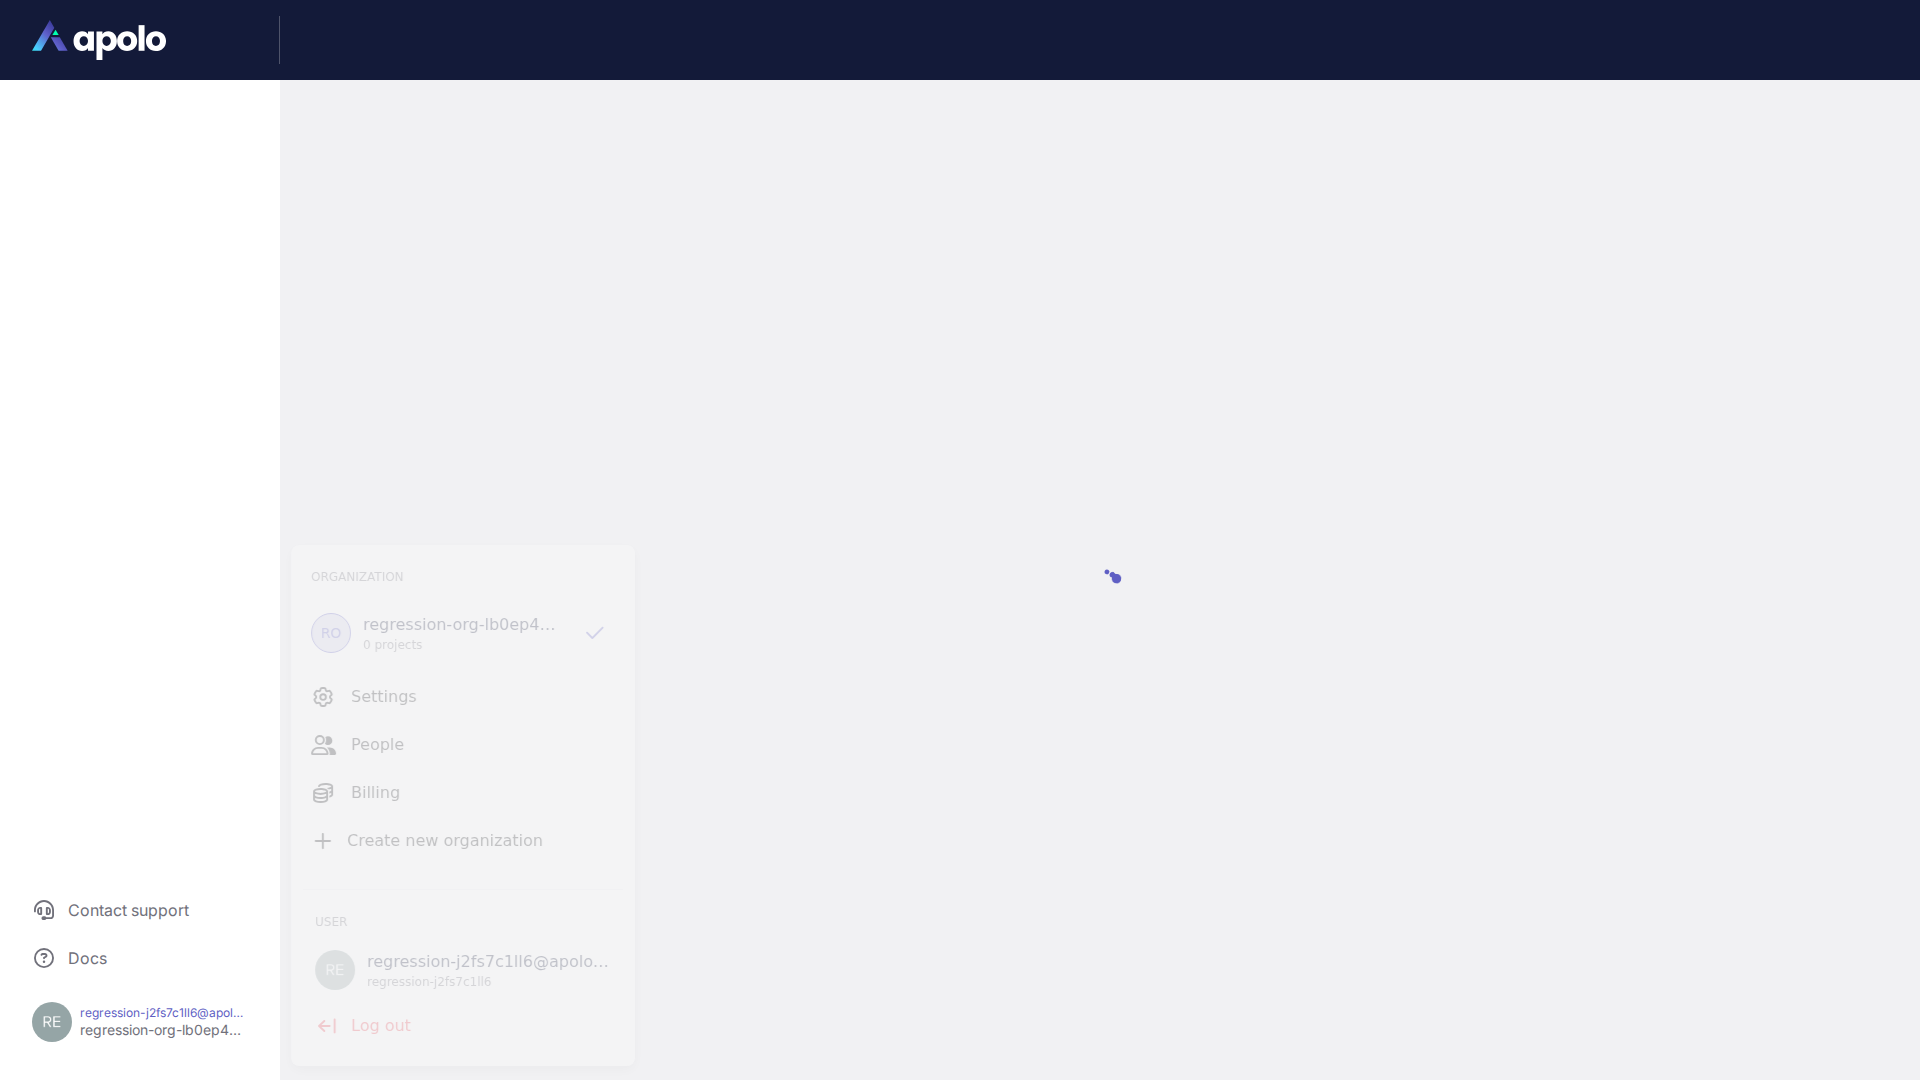 apolo
ORGANIZATION
RO
regression-org-lb0ep4...
0 projects
Settings
People
Billing
Create new organization
USER
RE
regression-j2fs7c1ll6@apolo...
regression-j2fs7c1ll6
Log out
Contact support
Docs
RE
regression-j2fs7c1ll6@apol...
regression-org-lb0ep4...